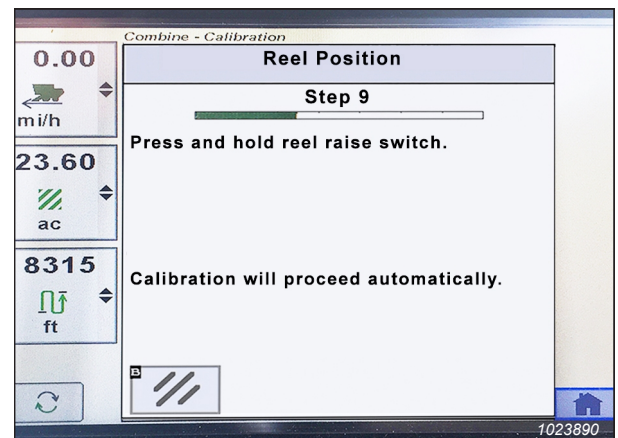 Combine - Calibration
Reel Position
Step 9
Press and hold reel raise switch.
Calibration will proceed automatically.
0.00
mi/h
23.60
ac
8315
ft
B
1023890